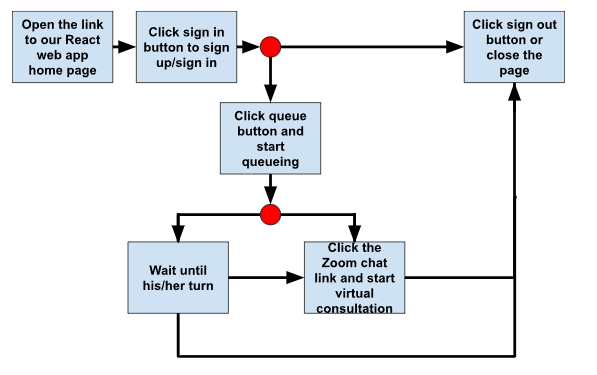 Open the link
to our React
web app
home page
Click sign in
button to sign
up/sign in
Click sign out
button or
close the
page
Click queue
button and
start
queueing
Wait until
his/her turn
Click the
Zoom chat
link and start
virtual
consultation